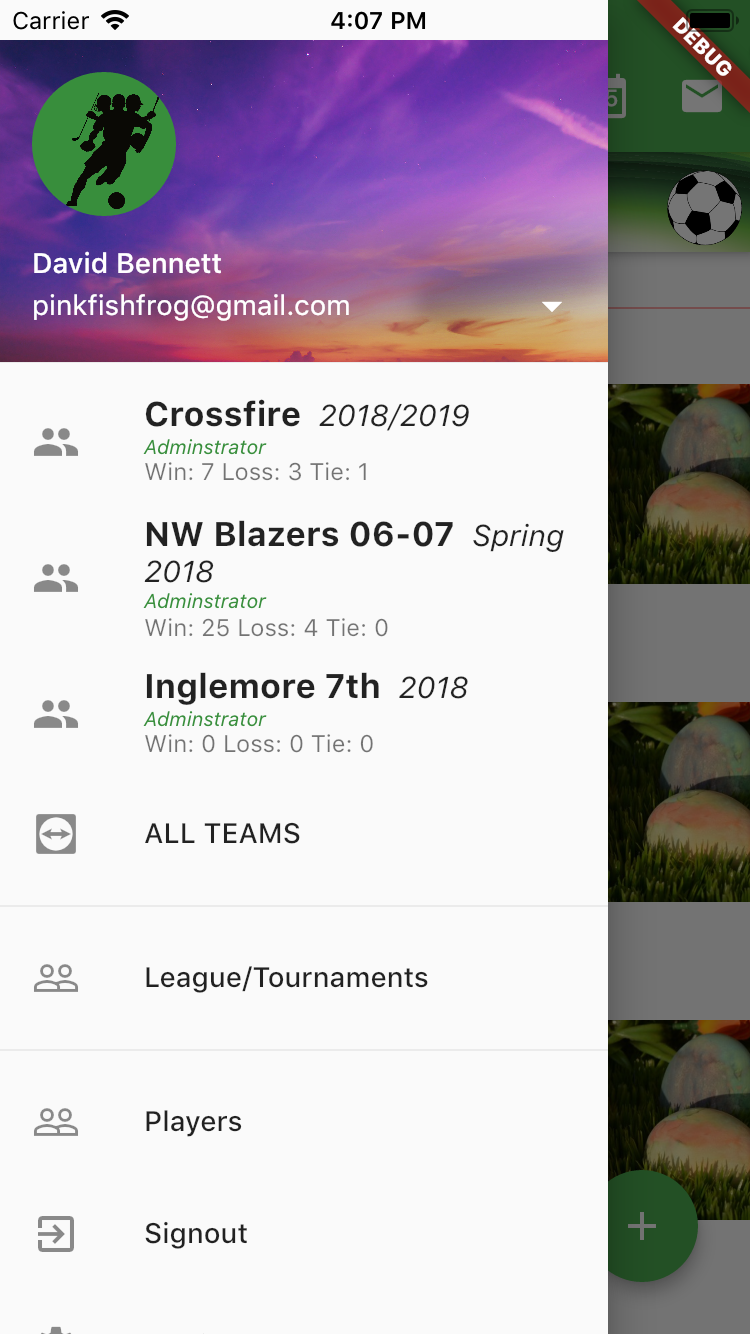 Carrier 4:07 PM
DEBUG
David Bennett
pinkfishfrog@gmail.com
Crossfire 2018/2019
Adminstrator
Win: 7 Loss: 3 Tie: 1
NW Blazers 06-07 Spring
2018
Adminstrator
Win: 25 Loss: 4 Tie: 0
Inglemore 7th 2018
Adminstrator
Win: 0 Loss: 0 Tie: 0
ALL TEAMS
League/Tournaments
Players
Signout